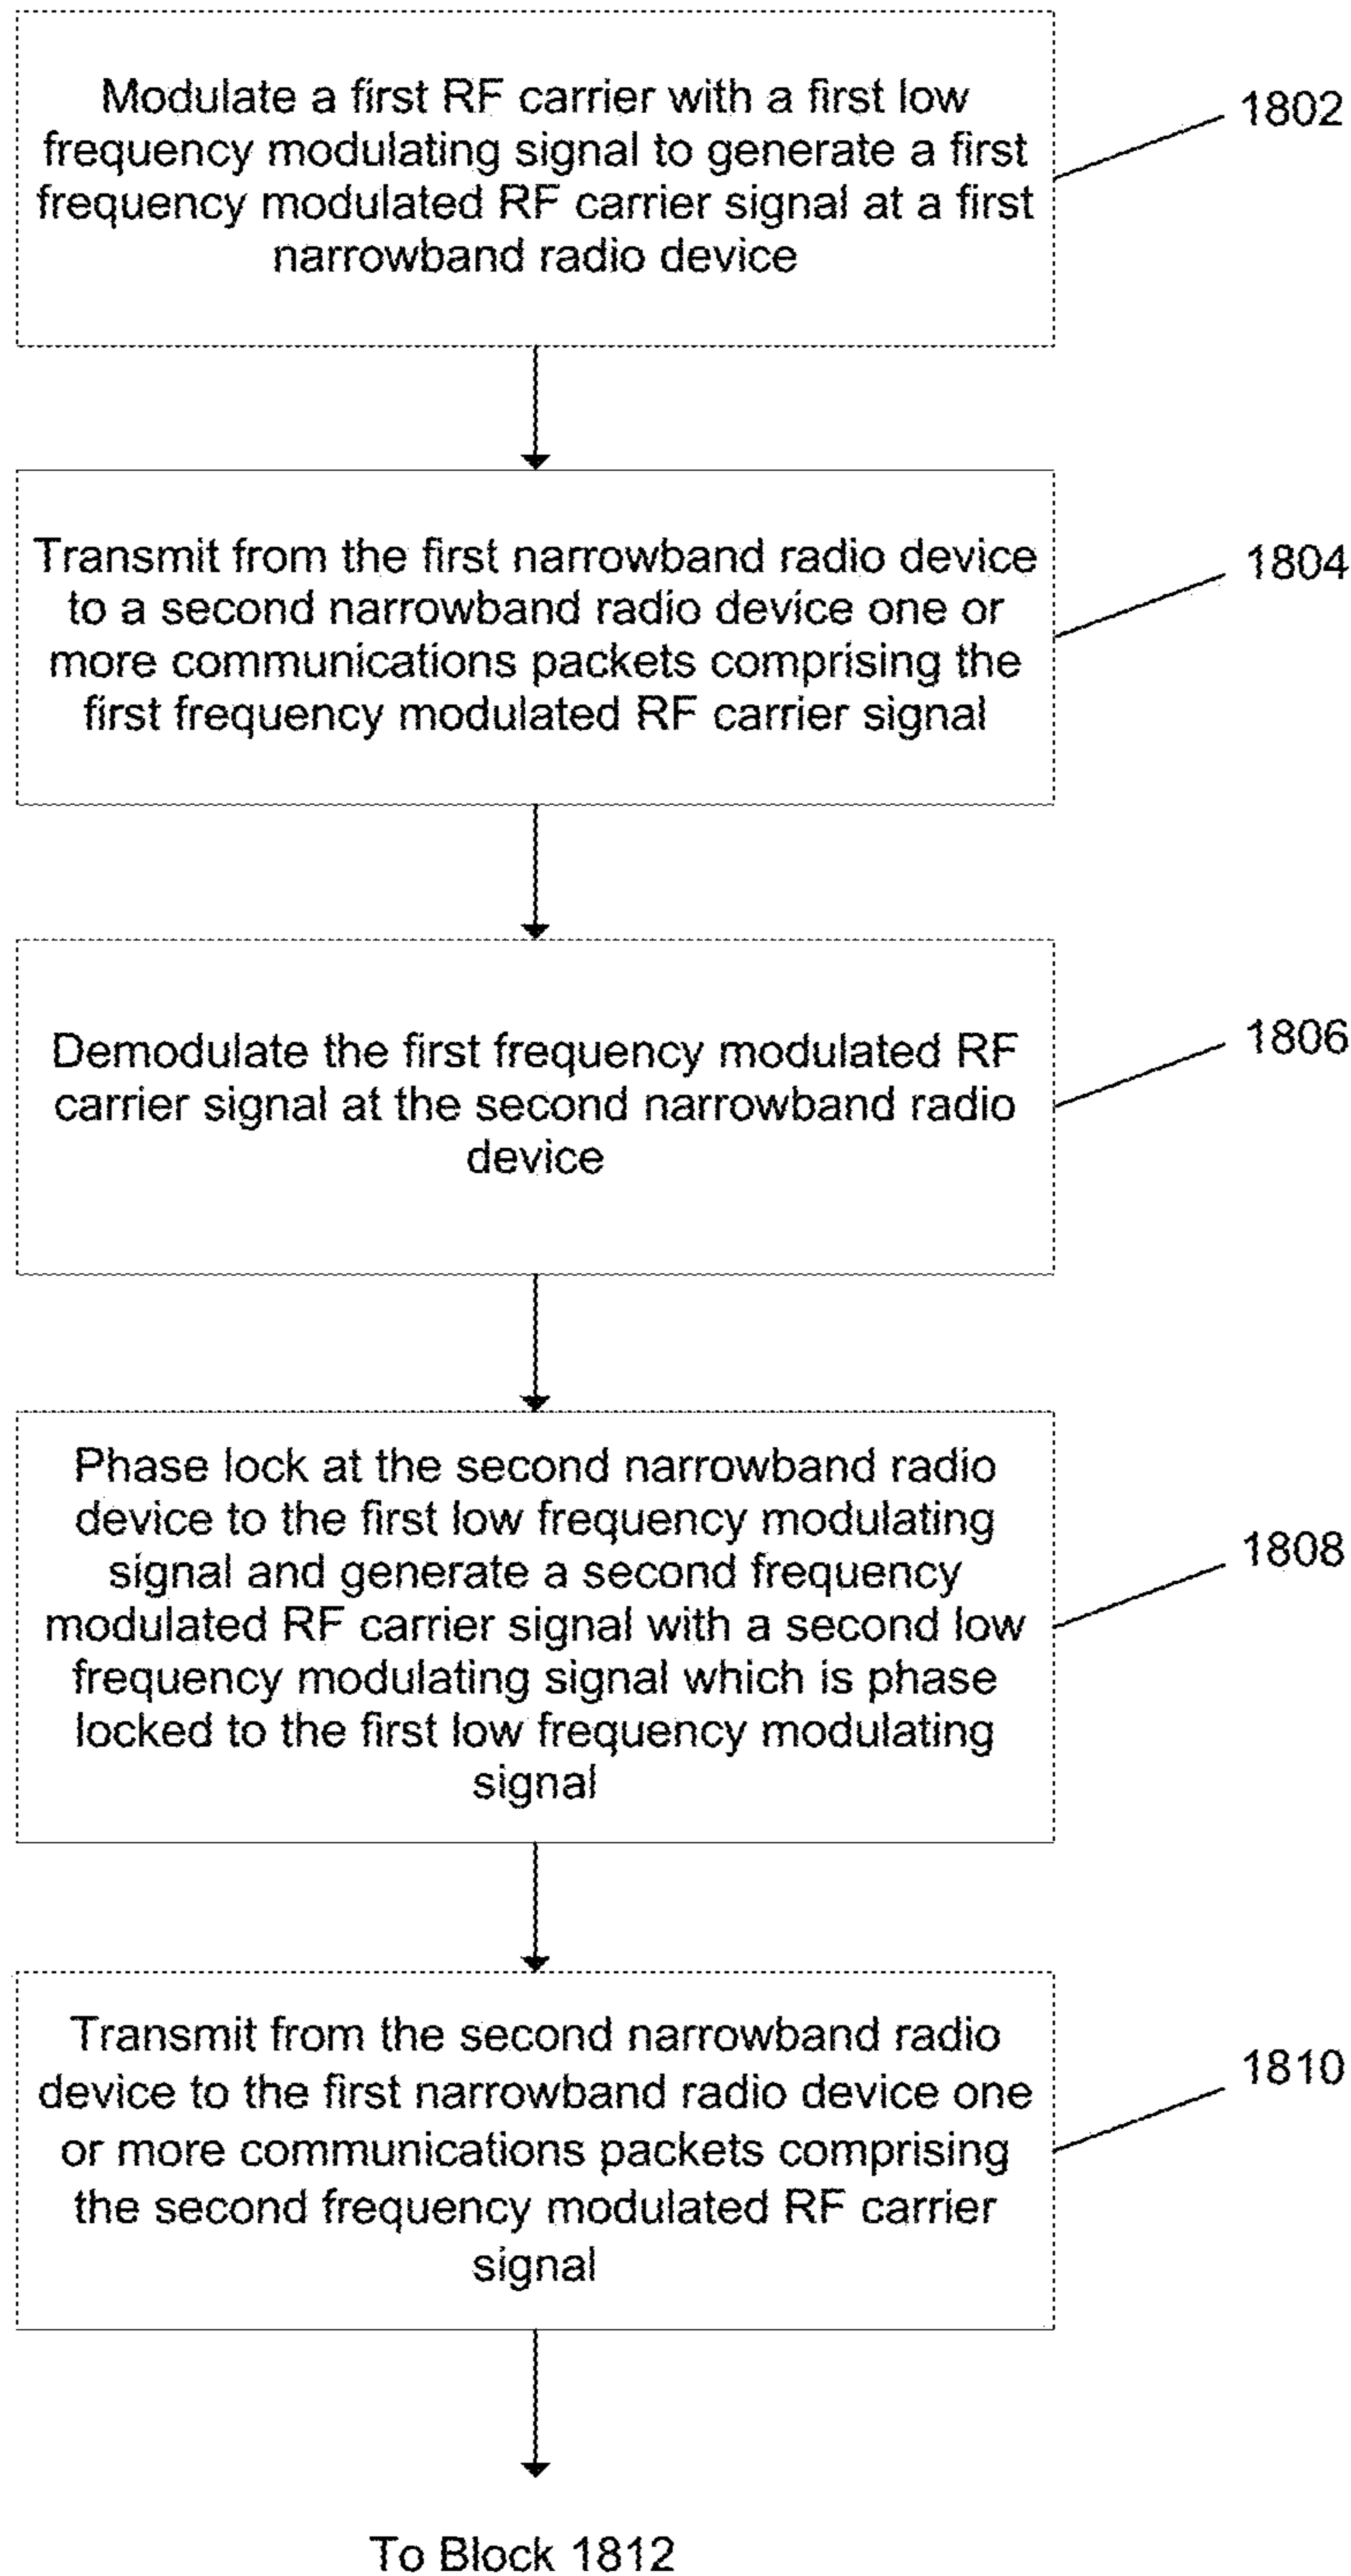 Modulate a first RF carrier with a first low
frequency modulating signal to generate a first
frequency modulated RF carrier signal at a first
narrowband radio device
1802
Transmit from the first narrowband radio device
to a second narrowband radio device one or
more communications packets comprising the
first frequency modulated RF carrier signal
1804
Demodulate the first frequency modulated RF
carrier signal at the second narrowband radio
device
1806
Phase lock at the second narrowband radio
device to the first low frequency modulating
signal and generate a second frequency
modulated RF carrier signal with a second low
frequency modulating signal which is phase
locked to the first low frequency modulating
signal
1808
Transmit from the second narrowband radio
device to the first narrowband radio device one
or more communications packets comprising
the second frequency modulated RF carrier
signal
1810
To Block 1812